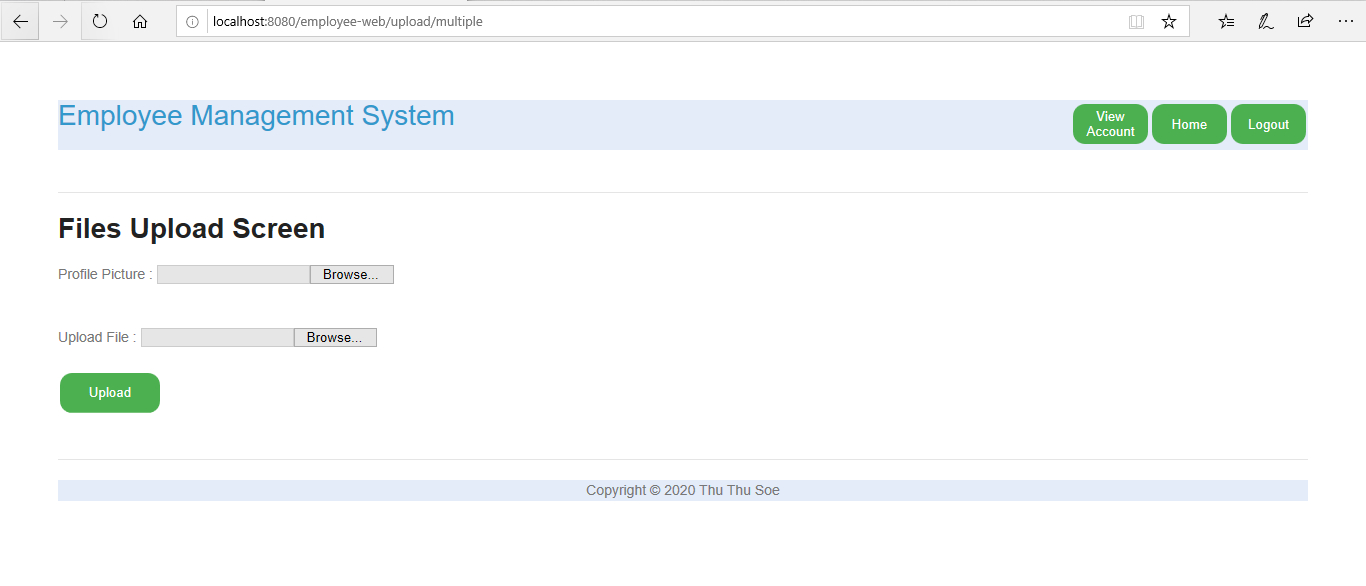 localhost:8080/employee-web/upload/multiple
Employee Management System
View
Account
Home
Logout
Files Upload Screen
Profile Picture : Browse...
Upload File : Browse...
Upload
Copyright © 2020 Thu Thu Soe